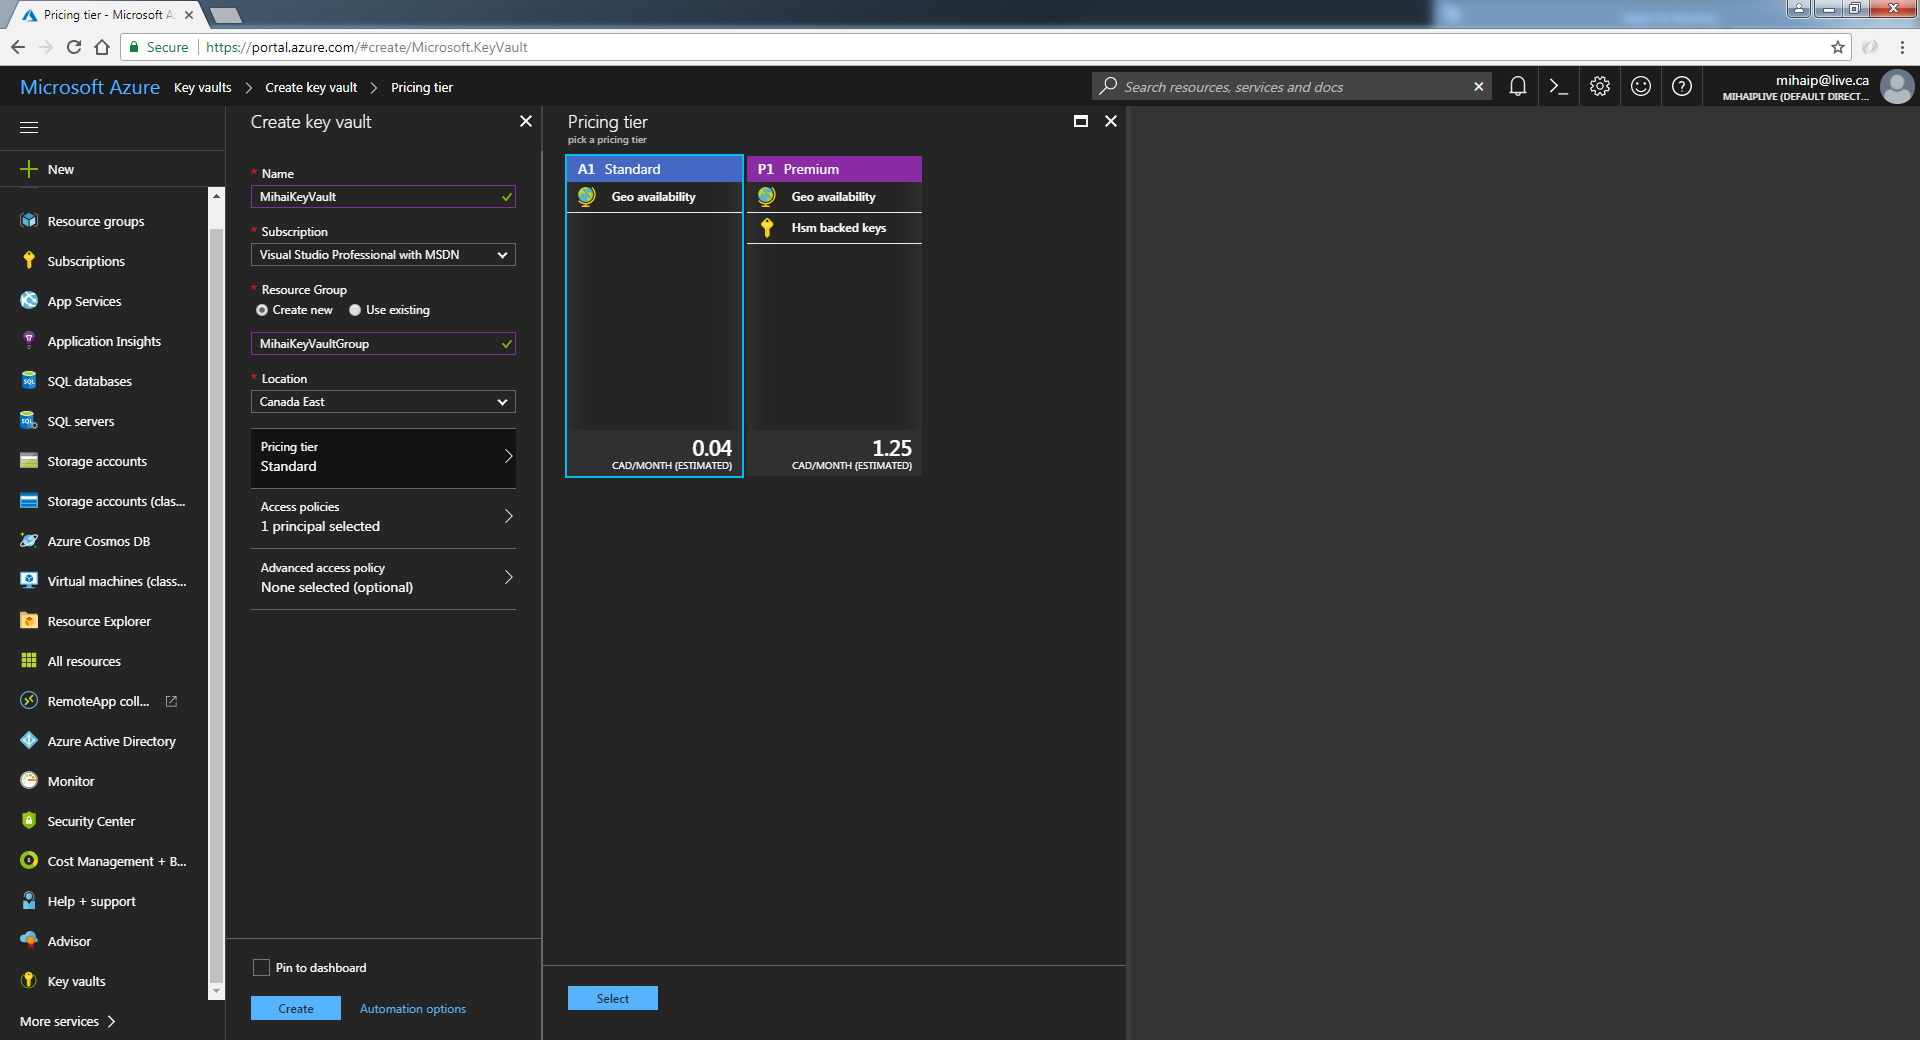 Pricing tier - Microsoft A
Secure https://portal.azure.com/#create/Microsoft.KeyVault
Microsoft Azure Key vaults > Create key vault > Pricing tier
Search resources, services and docs
mihaip@live.ca
MIHAIPLIVE (DEFAULT DIRECT...
New
Resource groups
Subscriptions
App Services
Application Insights
SQL databases
SQL servers
Storage accounts
Storage accounts (clas...
Azure Cosmos DB
Virtual machines (class...
Resource Explorer
All resources
RemoteApp coll...
Azure Active Directory
Monitor
Security Center
Cost Management + B...
Help + support
Advisor
Key vaults
More services >
Create key vault
* Name
MihaiKeyVault
* Subscription
Visual Studio Professional with MSDN
* Resource Group
Create new Use existing
MihaiKeyVaultGroup
* Location
Canada East
Pricing tier
Standard
Access policies
1 principal selected
Advanced access policy
None selected (optional)
Pin to dashboard
Create Automation options
Pricing tier
pick a pricing tier
A1 Standard
Geo availability
0.04
CAD/MONTH (ESTIMATED)
P1 Premium
Geo availability
Hsm backed keys
1.25
CAD/MONTH (ESTIMATED)
Select